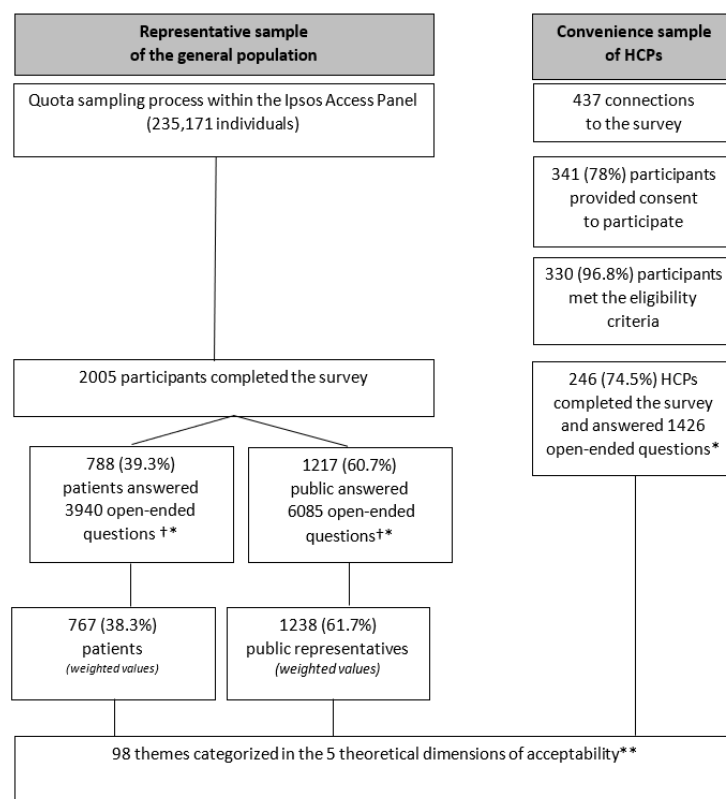 Representative sample
of the general population
Quota sampling process within the Ipsos Access Panel
(235,171 individuals)
2005 participants completed the survey
788 (39.3%)
patients answered
3940 open-ended
questions †*
1217 (60.7%)
public answered
6085 open-ended
questions†*
767 (38.3%)
patients
(weighted values)
1238 (61.7%)
public representatives
(weighted values)
Convenience sample
of HCPs
437 connections
to the survey
341 (78%) participants
provided consent
to participate
330 (96.8%) participants
met the eligibility
criteria
246 (74.5%) HCPs
completed the survey
and answered 1426
open-ended questions*
98 themes categorized in the 5 theoretical dimensions of acceptability**